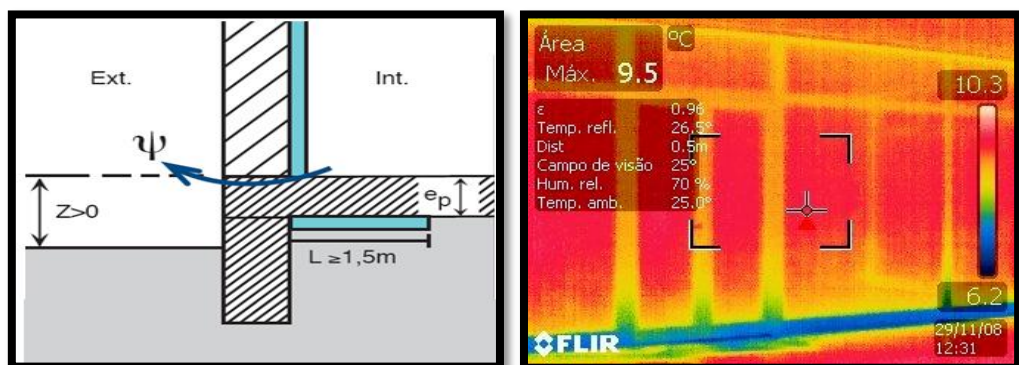 Ext.
Int.
ψ
Z>0
ep
L ≥1,5m
Área
ºC
Máx. 9.5
10.3
ε 0.96
Temp. refl. 26.5°
Dist 0.5m
Campo de visão 25°
Hum. rel. 70 %
Temp. amb. 25.0°
6.2
29/11/08
12:31
FLIR